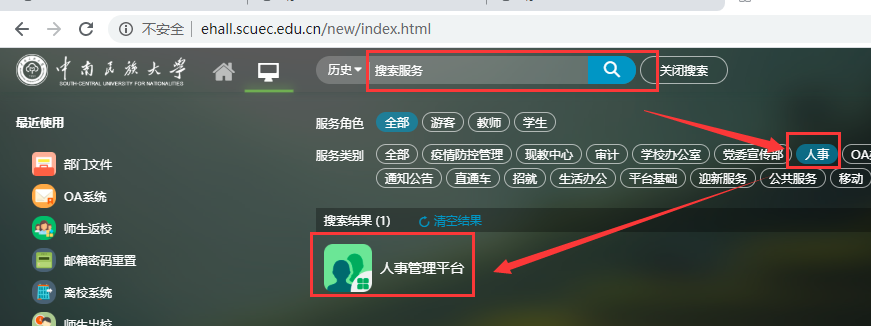 不安全 ehall.scuec.edu.cn/new/index.html
中南民族大学
SOUTH-CENTRAL UNIVERSITY FOR NATIONALITIES
历史 搜索服务 关闭搜索
最近使用
服务角色 全部 游客 教师 学生
服务类别 全部 疫情防控管理 现教中心 审计 学校办公室 党委宣传部 人事 OA
通知公告 直通车 招就 生活办公 平台基础 迎新服务 公共服务 移动
部门文件
OA系统
师生返校
邮箱密码重置
离校系统
师生出校
搜索结果 (1) 清空结果
人事管理平台